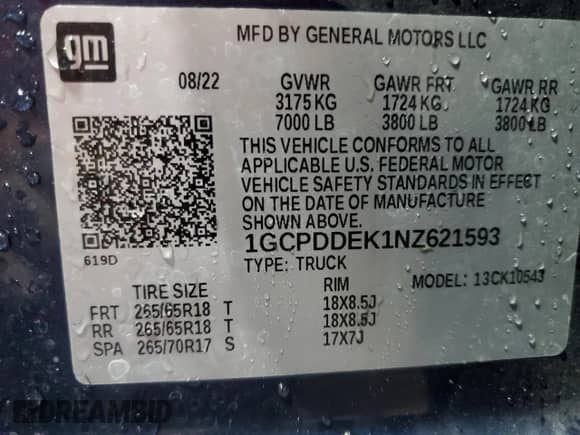 gm
MFD BY GENERAL MOTORS LLC
08/22 GVWR GAWR FRT GAWR RR
3175 KG 1724 KG 1724 KG
7000 LB 3800 LB 3800 LB
THIS VEHICLE CONFORMS TO ALL
APPLICABLE U.S. FEDERAL MOTOR
VEHICLE SAFETY STANDARDS IN EFFECT
ON THE DATE OF MANUFACTURE
SHOWN ABOVE.
1GCPDDEK1NZ621593
619D
TYPE: TRUCK MODEL: 13CK10543
TIRE SIZE RIM
FRT 265/65R18 T 18X8.5J
RR 265/65R18 T 18X8.5J
SPA 265/70R17 S 17X7J
DREAMBID